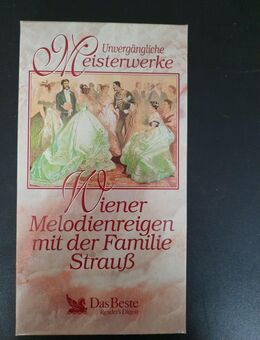 Unvergängliche
Meisterwerke
Wiener
Melodienreigen
mit der Familie
Strauß
Das Beste
Reader's Digest